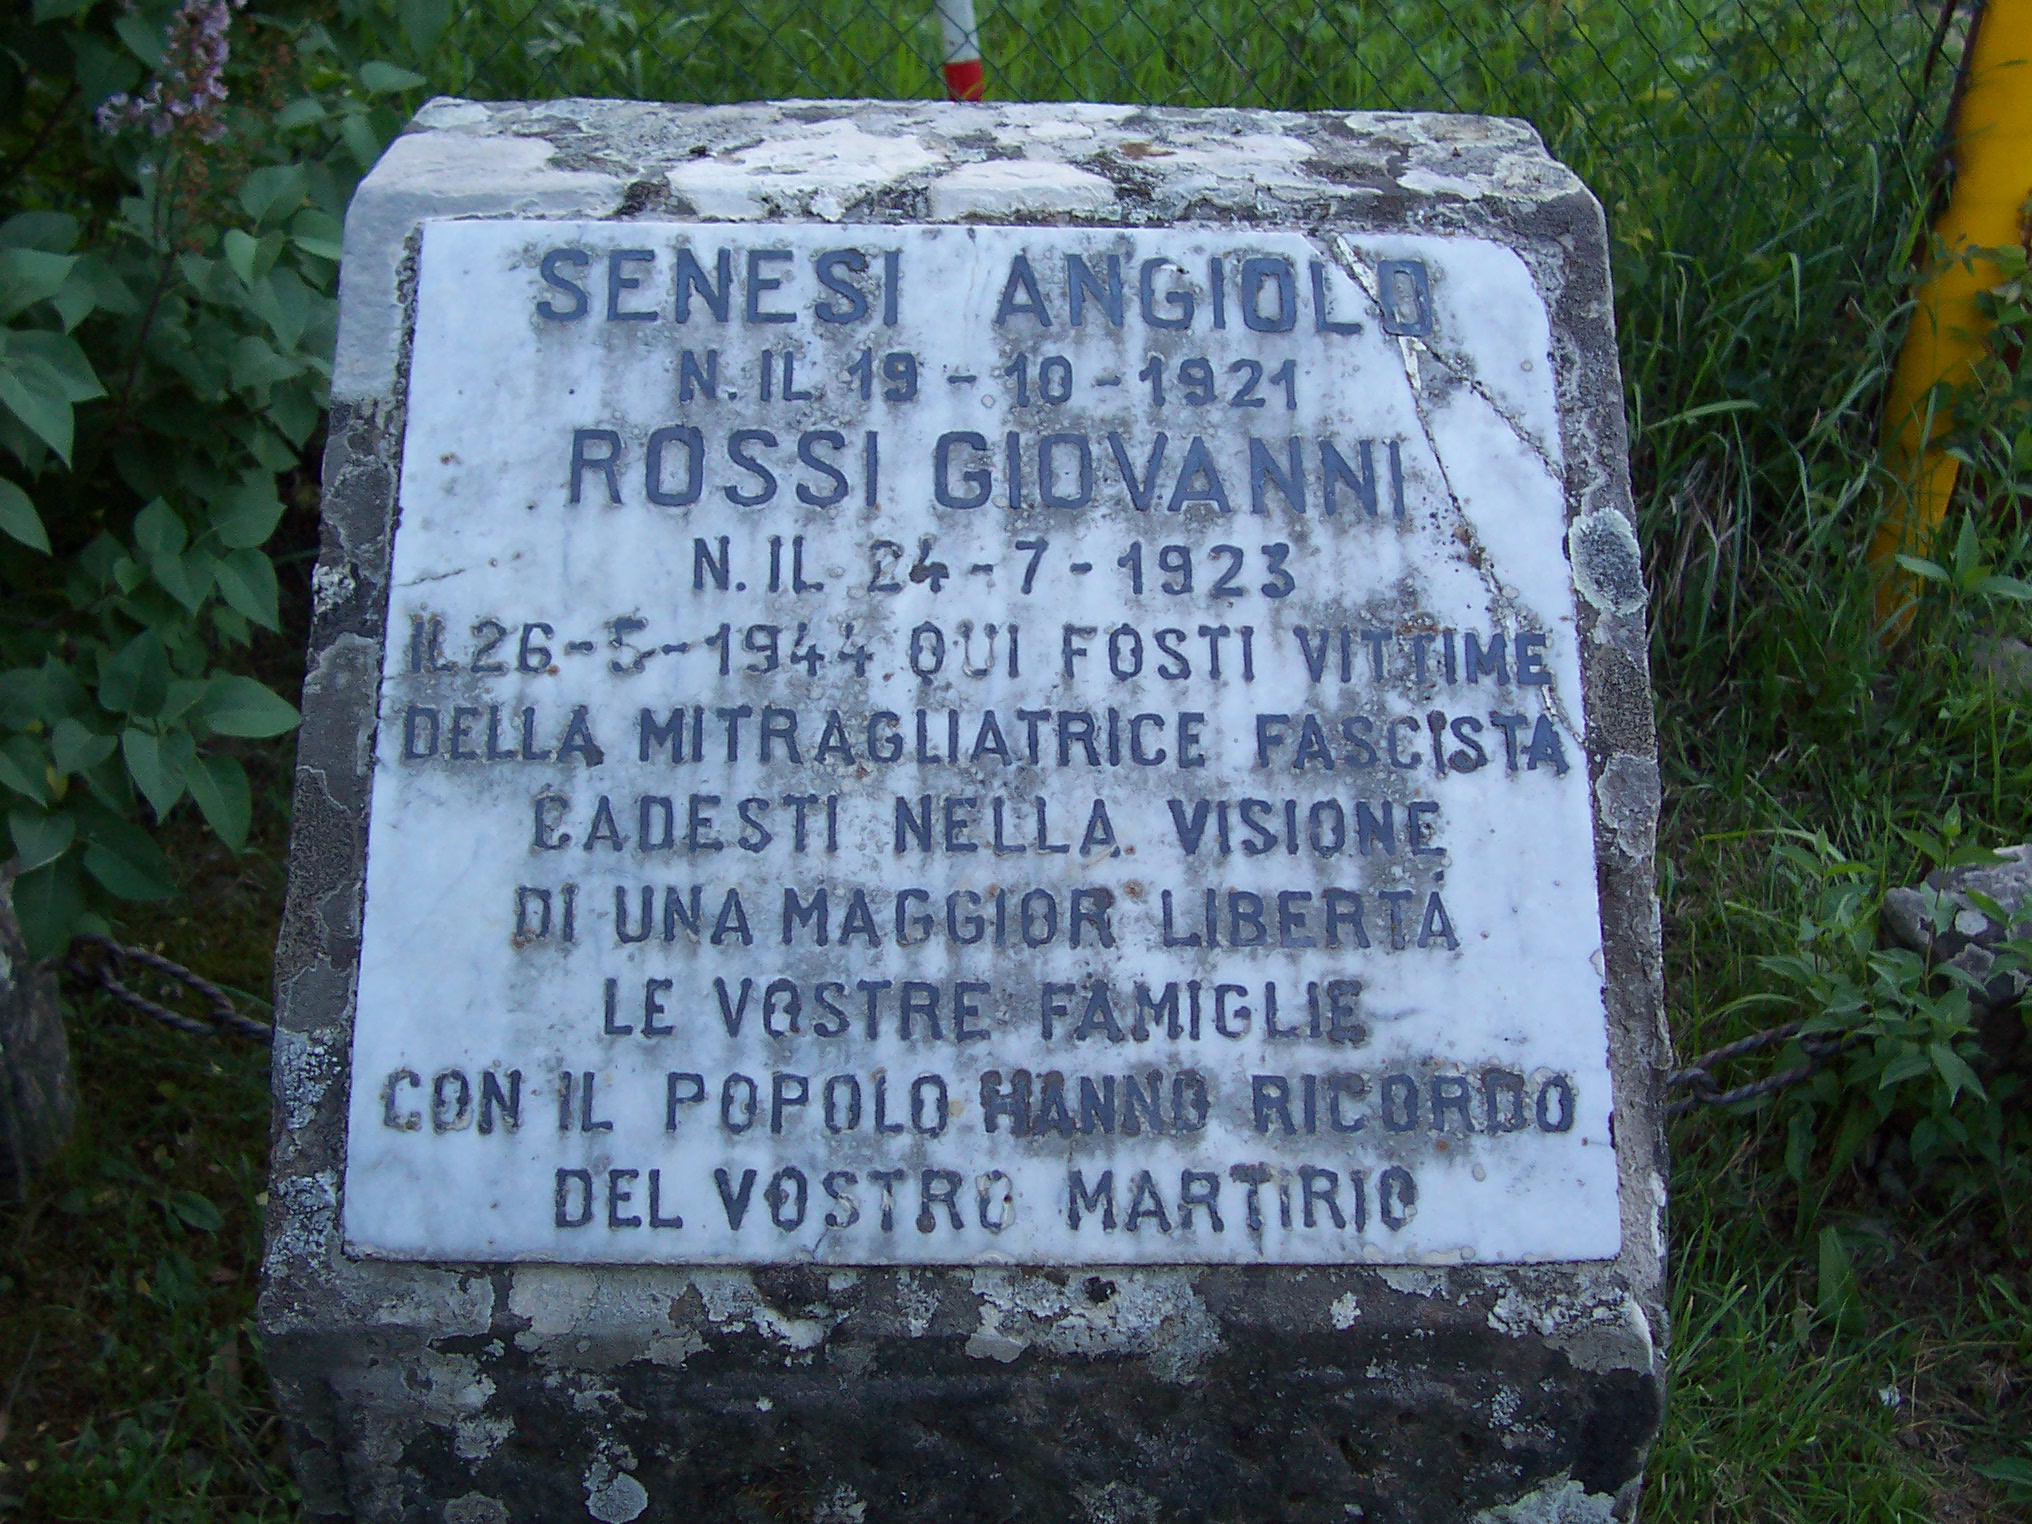 SENESI ANGIOLO
N. IL 19-10-1921
ROSSI GIOVANNI
N. IL 24-7-1923
IL 26-5-1944 QUI FOSTI VITTIME
DELLA MITRAGLIATRICE FASCISTA
CADESTI NELLA VISIONE
DI UNA MAGGIOR LIBERTÁ
LE VOSTRE FAMIGLIE
CON IL POPOLO HANNO RICORDO
DEL VOSTRO MARTIRIO